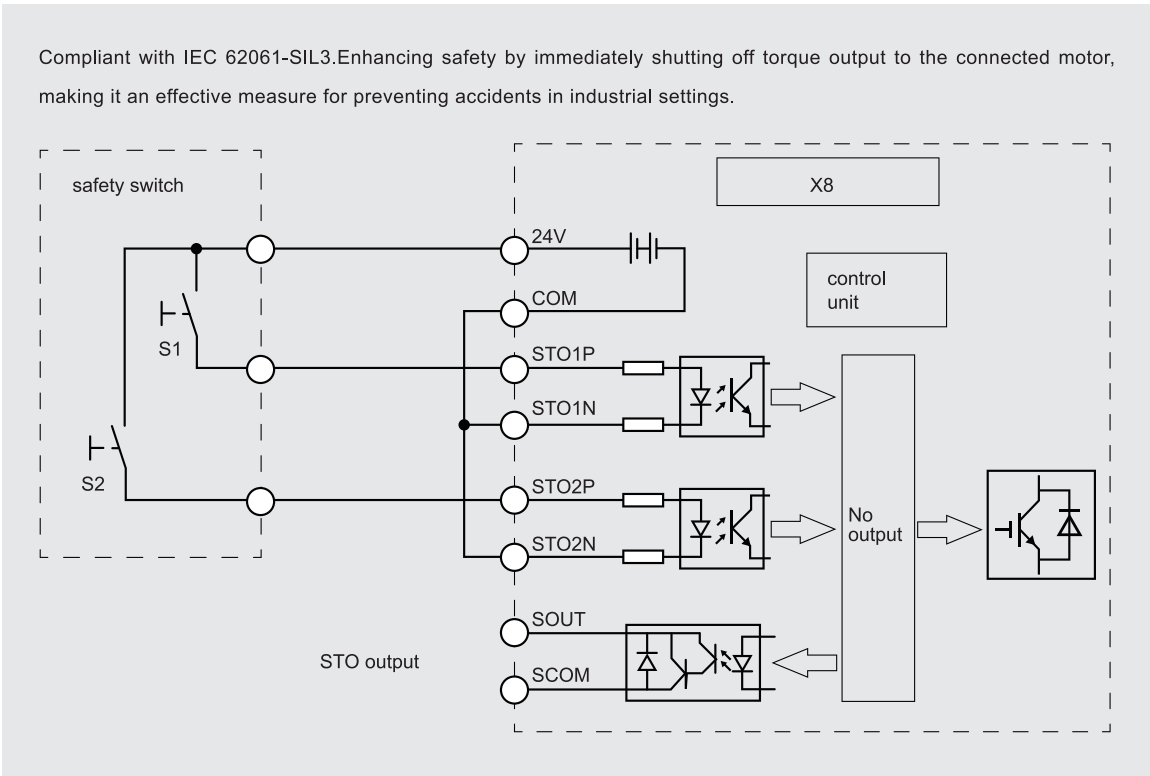 Compliant with IEC 62061-SIL3.Enhancing safety by immediately shutting off torque output to the connected motor,
making it an effective measure for preventing accidents in industrial settings.
safety switch
X8
24V
control
unit
COM
S1
STO1P
STO1N
S2
STO2P
No
output
STO2N
SOUT
STO output
SCOM